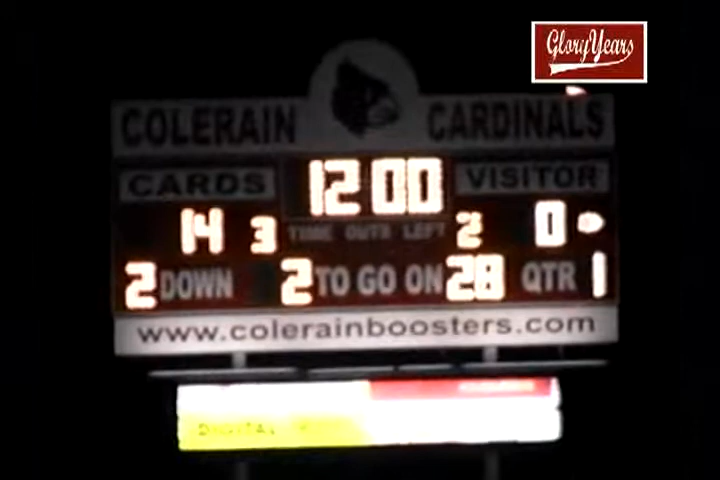 GloryYears
COLERAIN CARDINALS
CARDS 12 00 VISITOR
14 3 TIME OUTS LEFT 2 0
2 DOWN 2 TO GO ON 28 QTR 1
www.colerainboosters.com
DIGITAL